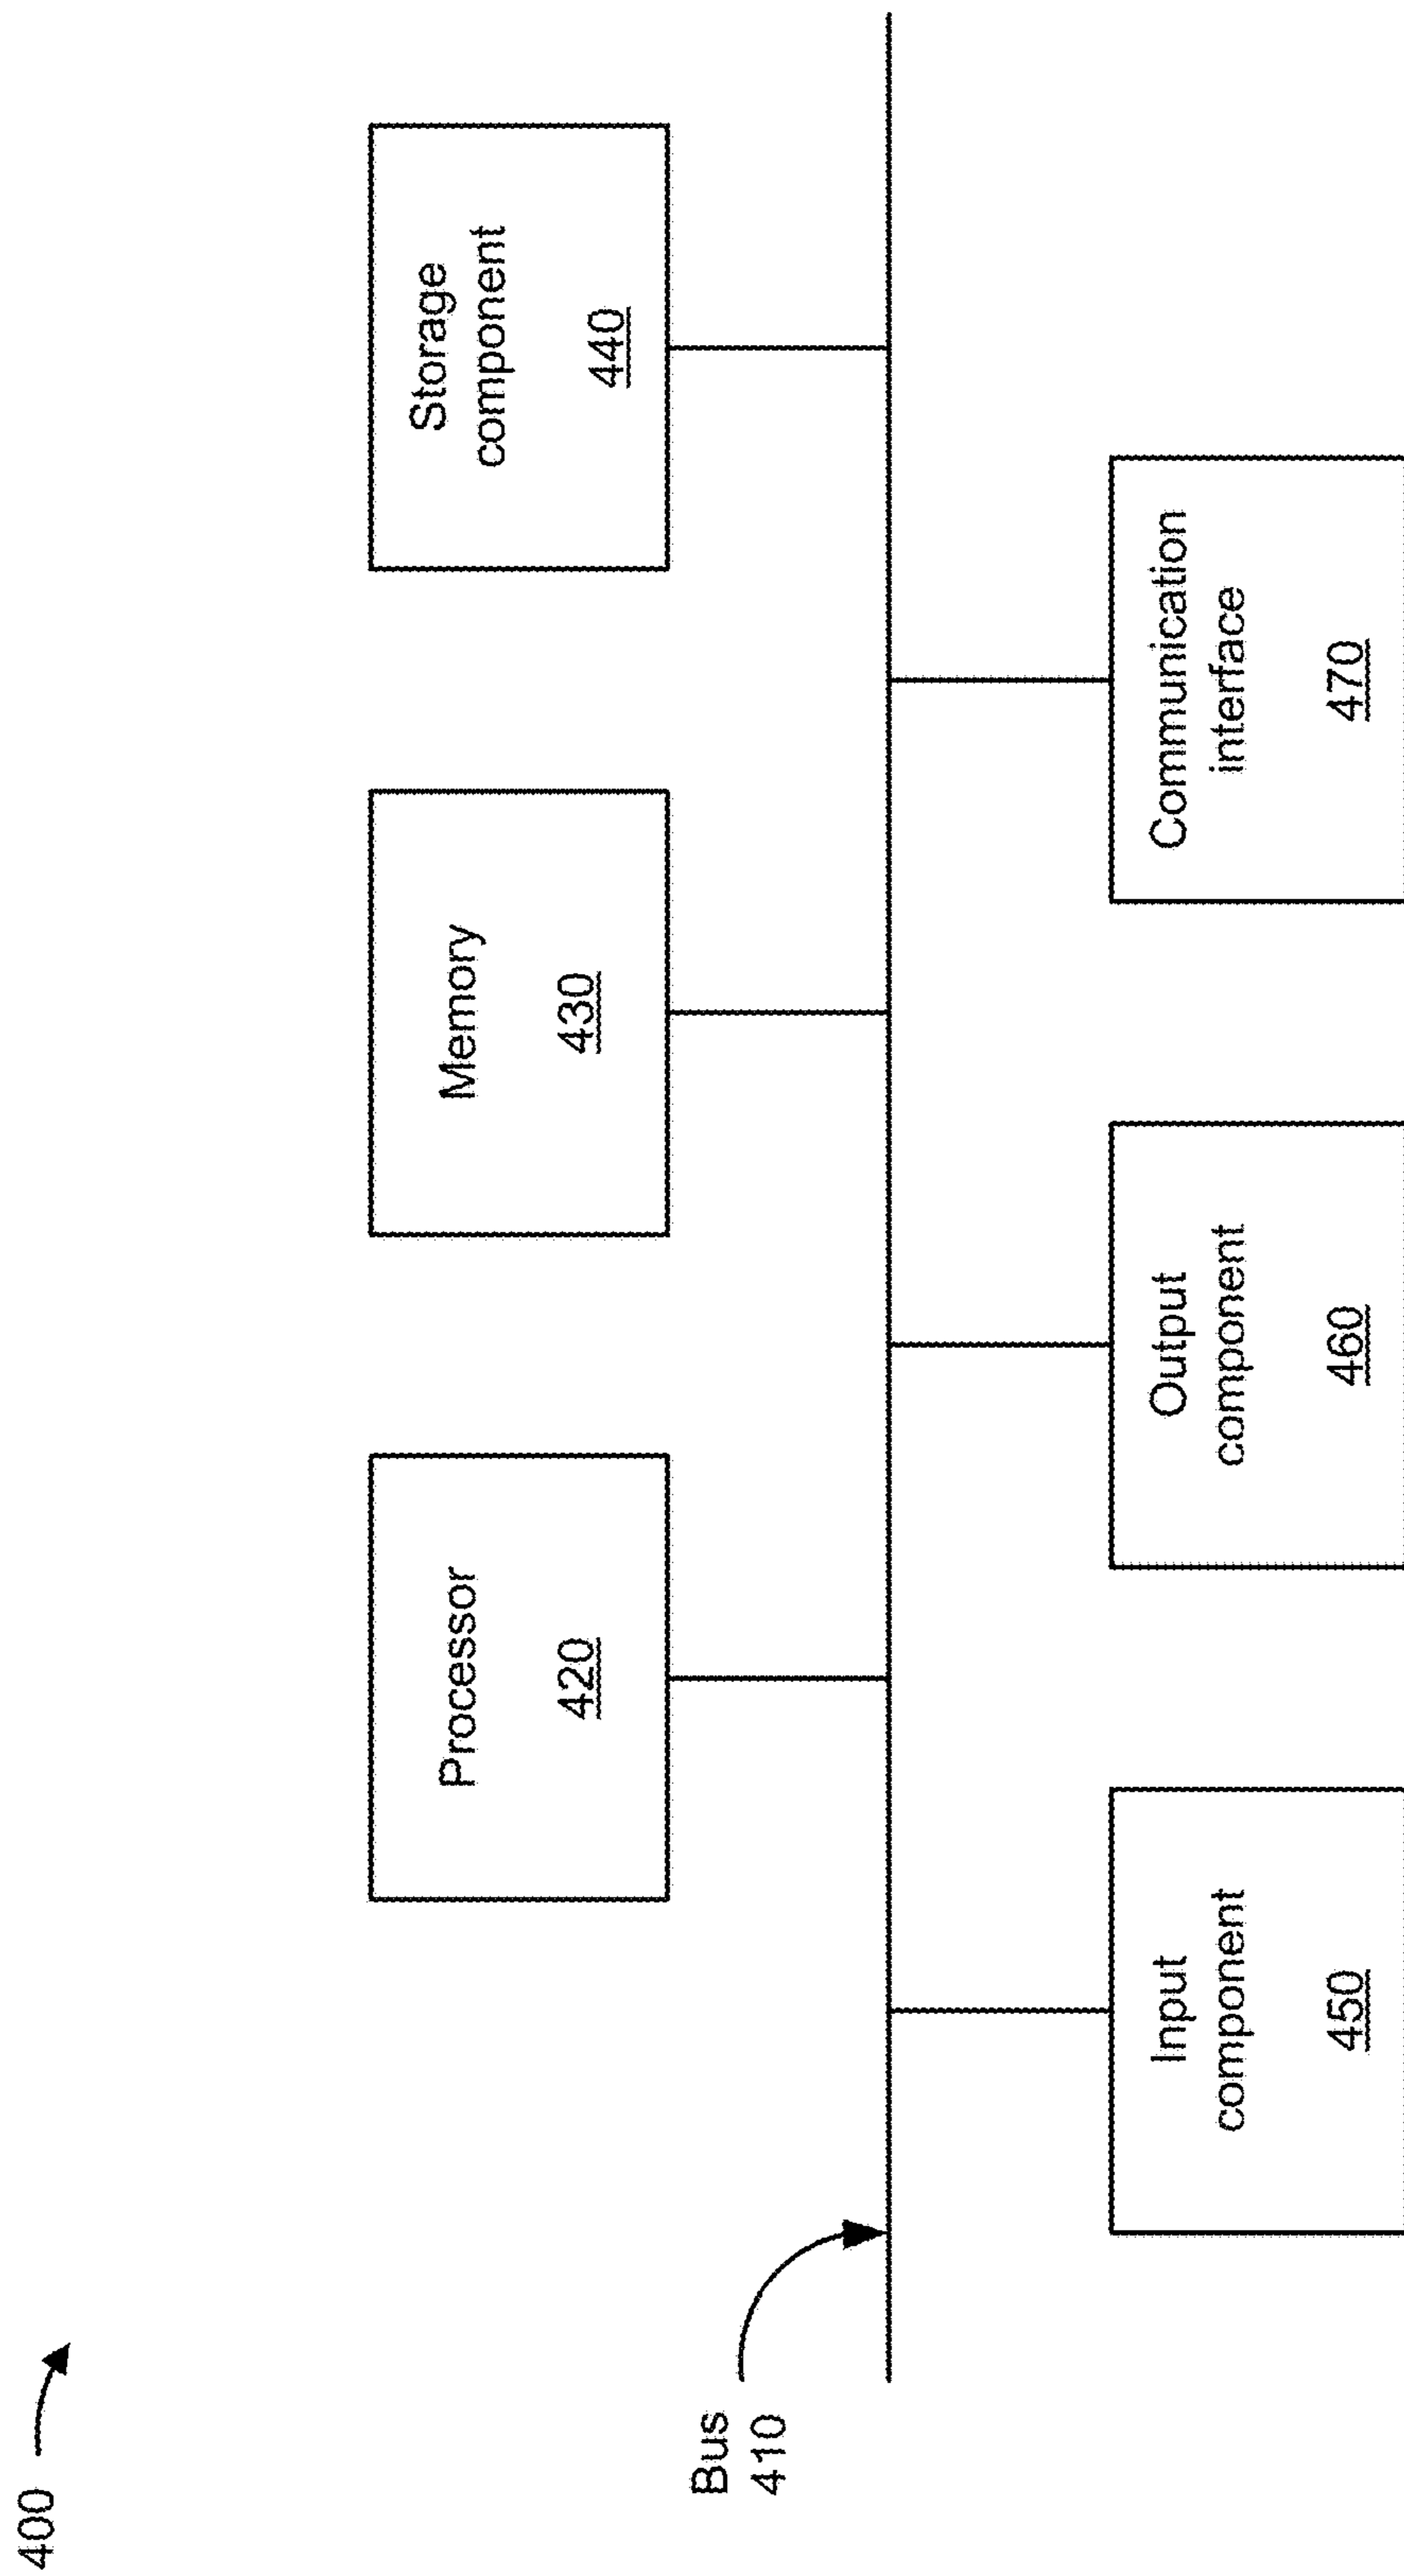 400
Bus
410
Processor
420
Memory
430
Storage
component
440
Input
component
450
Output
component
460
Communication
interface
470